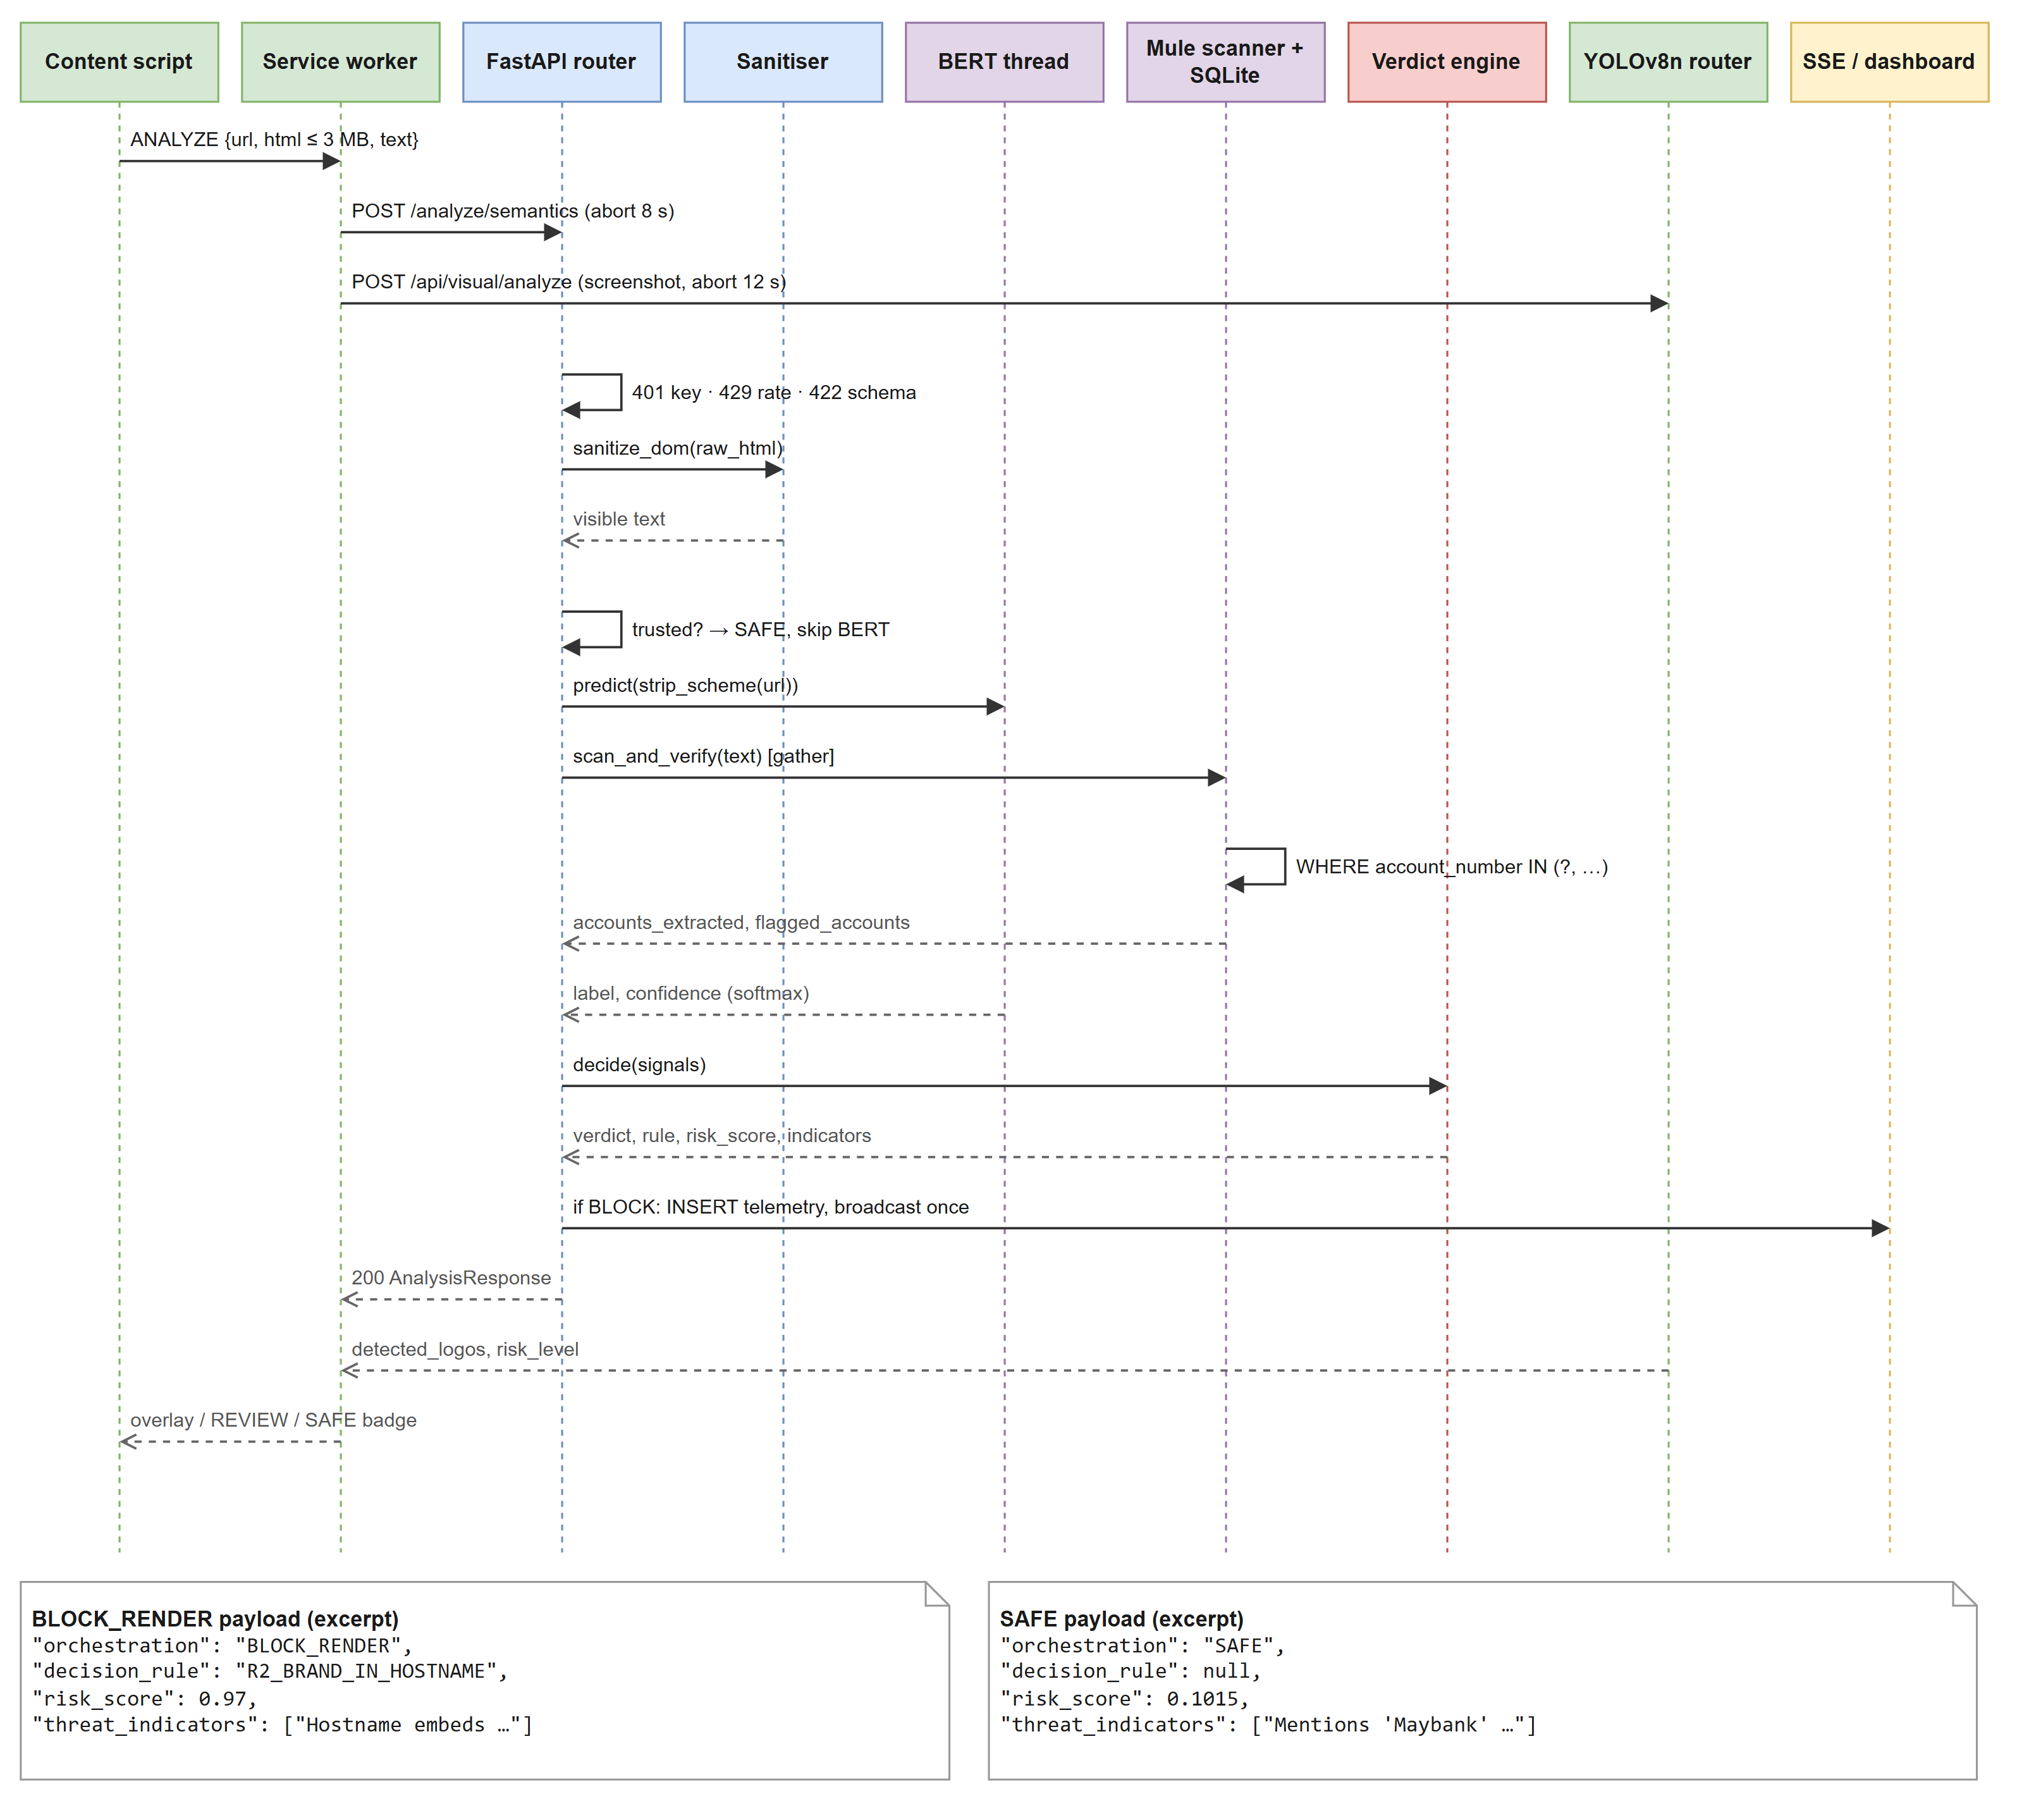 Content script
Service worker
FastAPI router
Sanitiser
BERT thread
Mule scanner +
SQLite
Verdict engine
YOLOv8n router
SSE / dashboard
ANALYZE {url, html ≤ 3 MB, text}
POST /analyze/semantics (abort 8 s)
POST /api/visual/analyze (screenshot, abort 12 s)
401 key · 429 rate · 422 schema
sanitize_dom(raw_html)
visible text
trusted? → SAFE, skip BERT
predict(strip_scheme(url))
scan_and_verify(text) [gather]
WHERE account_number IN (?, …)
accounts_extracted, flagged_accounts
label, confidence (softmax)
decide(signals)
verdict, rule, risk_score, indicators
if BLOCK: INSERT telemetry, broadcast once
200 AnalysisResponse
detected_logos, risk_level
overlay / REVIEW / SAFE badge
BLOCK_RENDER payload (excerpt)
"orchestration": "BLOCK_RENDER",
"decision_rule": "R2_BRAND_IN_HOSTNAME",
"risk_score": 0.97,
"threat_indicators": ["Hostname embeds …"]
SAFE payload (excerpt)
"orchestration": "SAFE",
"decision_rule": null,
"risk_score": 0.1015,
"threat_indicators": ["Mentions 'Maybank' …"]